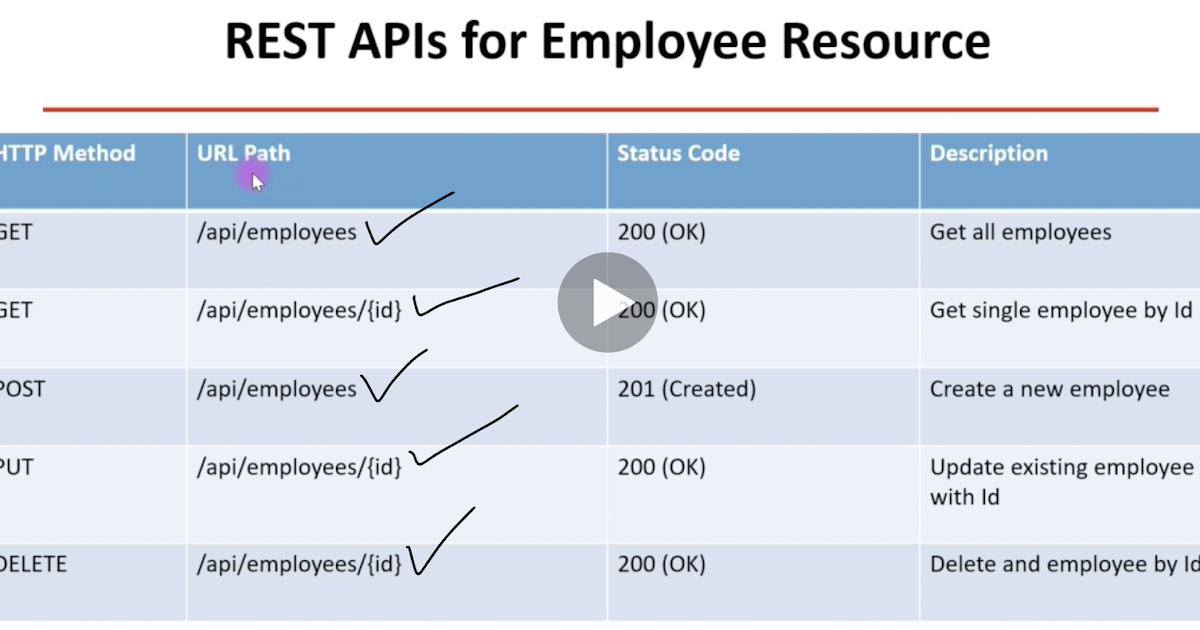 REST APIs for Employee Resource
HTTP Method URL Path Status Code Description
GET /api/employees 200 (OK) Get all employees
GET /api/employees/{id} 200 (OK) Get single employee by Id
POST /api/employees 201 (Created) Create a new employee
PUT /api/employees/{id} 200 (OK) Update existing employee
with Id
DELETE /api/employees/{id} 200 (OK) Delete and employee by Id